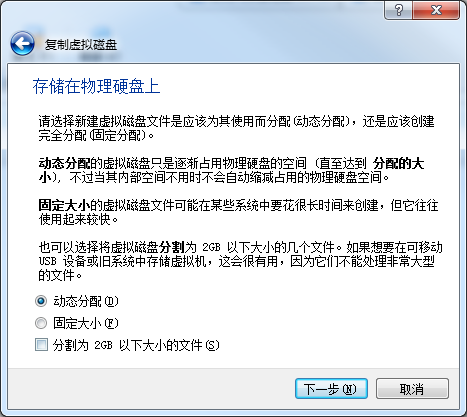 复制虚拟磁盘
存储在物理硬盘上
请选择新建虚拟磁盘文件是应该为其使用而分配(动态分配)，还是应该创建
完全分配(固定分配)。
动态分配的虚拟磁盘只是逐渐占用物理硬盘的空间 (直至达到 分配的大
小)，不过当其内部空间不用时不会自动缩减占用的物理硬盘空间。
固定大小的虚拟磁盘文件可能在某些系统中要花很长时间来创建，但它往往
使用起来较快。
也可以选择将虚拟磁盘分割为 2GB 以下大小的几个文件。如果想要在可移动
USB 设备或旧系统中存储虚拟机，这会很有用，因为它们不能处理非常大型
的文件。
动态分配(D)
固定大小(F)
分割为 2GB 以下大小的文件(S)
下一步(N)
取消